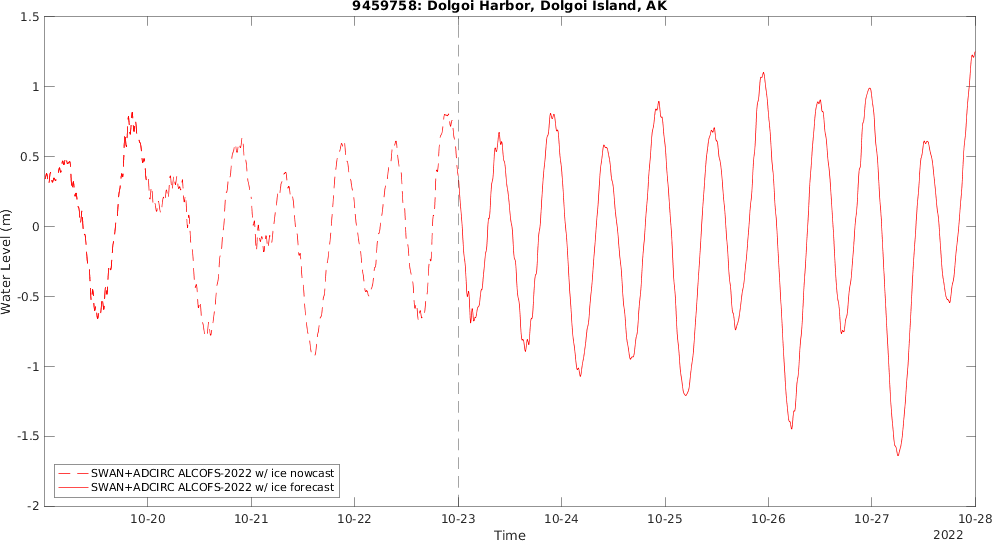 9459758: Dolgoi Harbor, Dolgoi Island, AK
1.5
1
0.5
0
-0.5
-1
-1.5
-2
Water Level (m)
SWAN+ADCIRC ALCOFS-2022 w/ ice nowcast
SWAN+ADCIRC ALCOFS-2022 w/ ice forecast
10-20 10-21 10-22 10-23 10-24 10-25 10-26 10-27 10-28
Time
2022